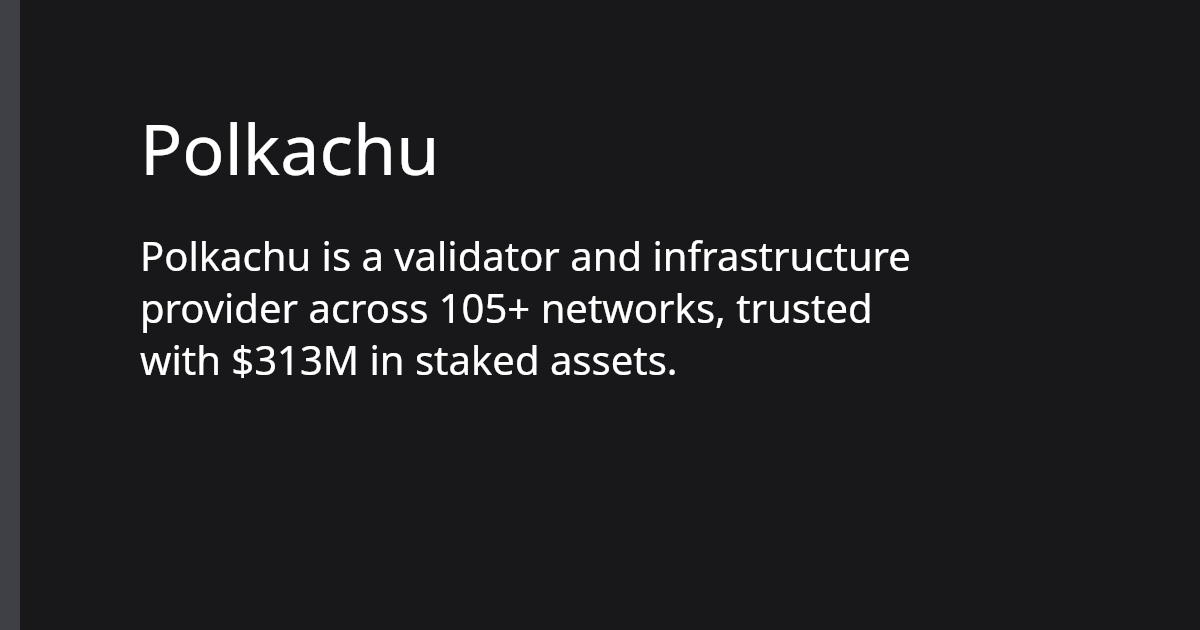 Polkachu
Polkachu is a validator and infrastructure
provider across 105+ networks, trusted
with $313M in staked assets.